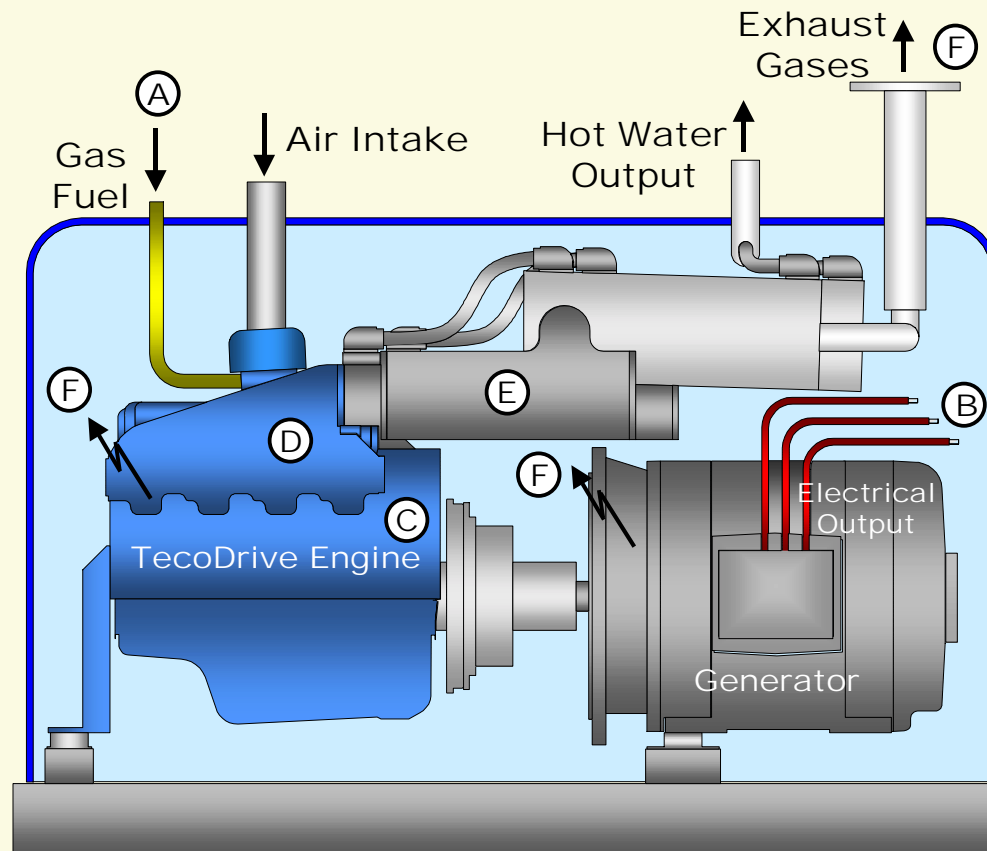 Exhaust
Gases
F
A
Air Intake
Hot Water
Output
Gas
Fuel
F
E
B
D
F
C
Electrical
Output
TecoDrive Engine
Generator